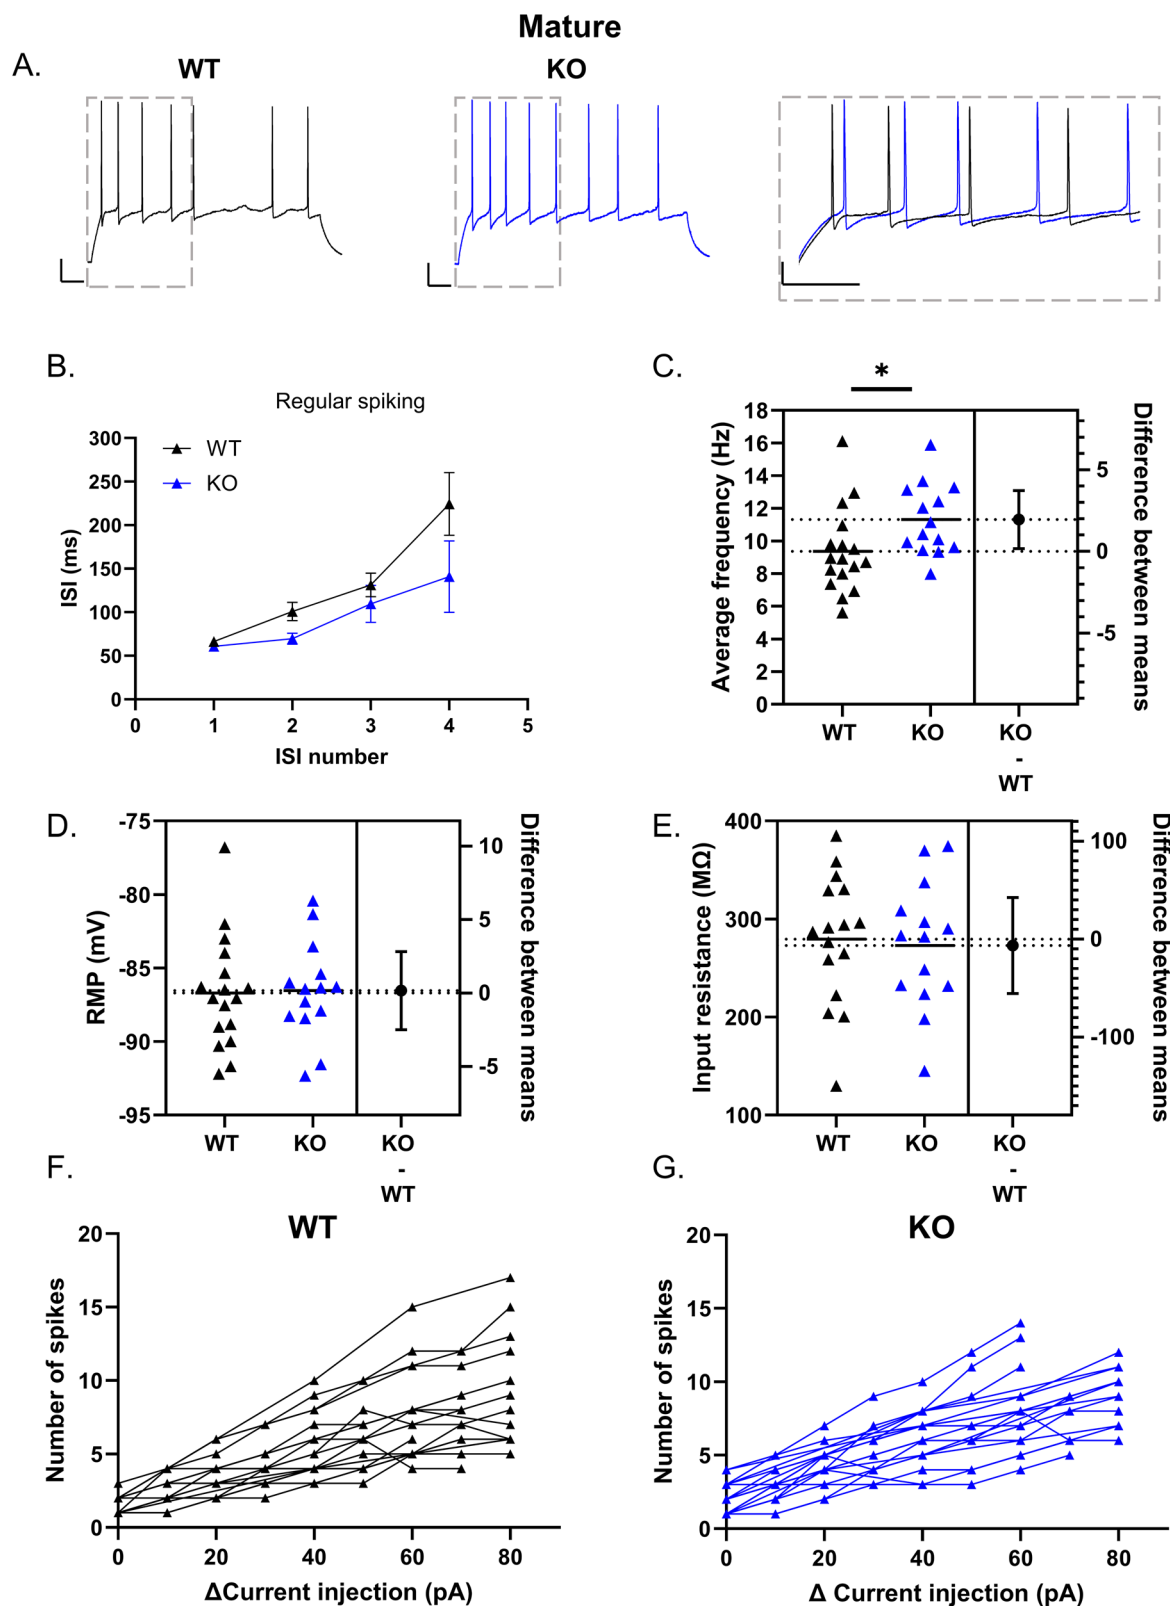 Mature
A.
WT
KO
B.
Regular spiking
WT
KO
300
250
200
150
100
50
0
ISI (ms)
0 1 2 3 4 5
ISI number
C.
*
18
16
14
12
10
8
6
4
2
0
Average frequency (Hz)
5
0
-5
Difference between means
WT KO KO
-
WT
D.
-75
-80
-85
-90
-95
RMP (mV)
10
5
0
-5
Difference between means
WT KO KO
-
WT
E.
400
300
200
100
Input resistance (MΩ)
100
0
-100
Difference between means
WT KO KO
-
WT
F.
WT
20
15
10
5
0
Number of spikes
0 20 40 60 80
ΔCurrent injection (pA)
G.
KO
20
15
10
5
0
Number of spikes
0 20 40 60 80
Δ Current injection (pA)